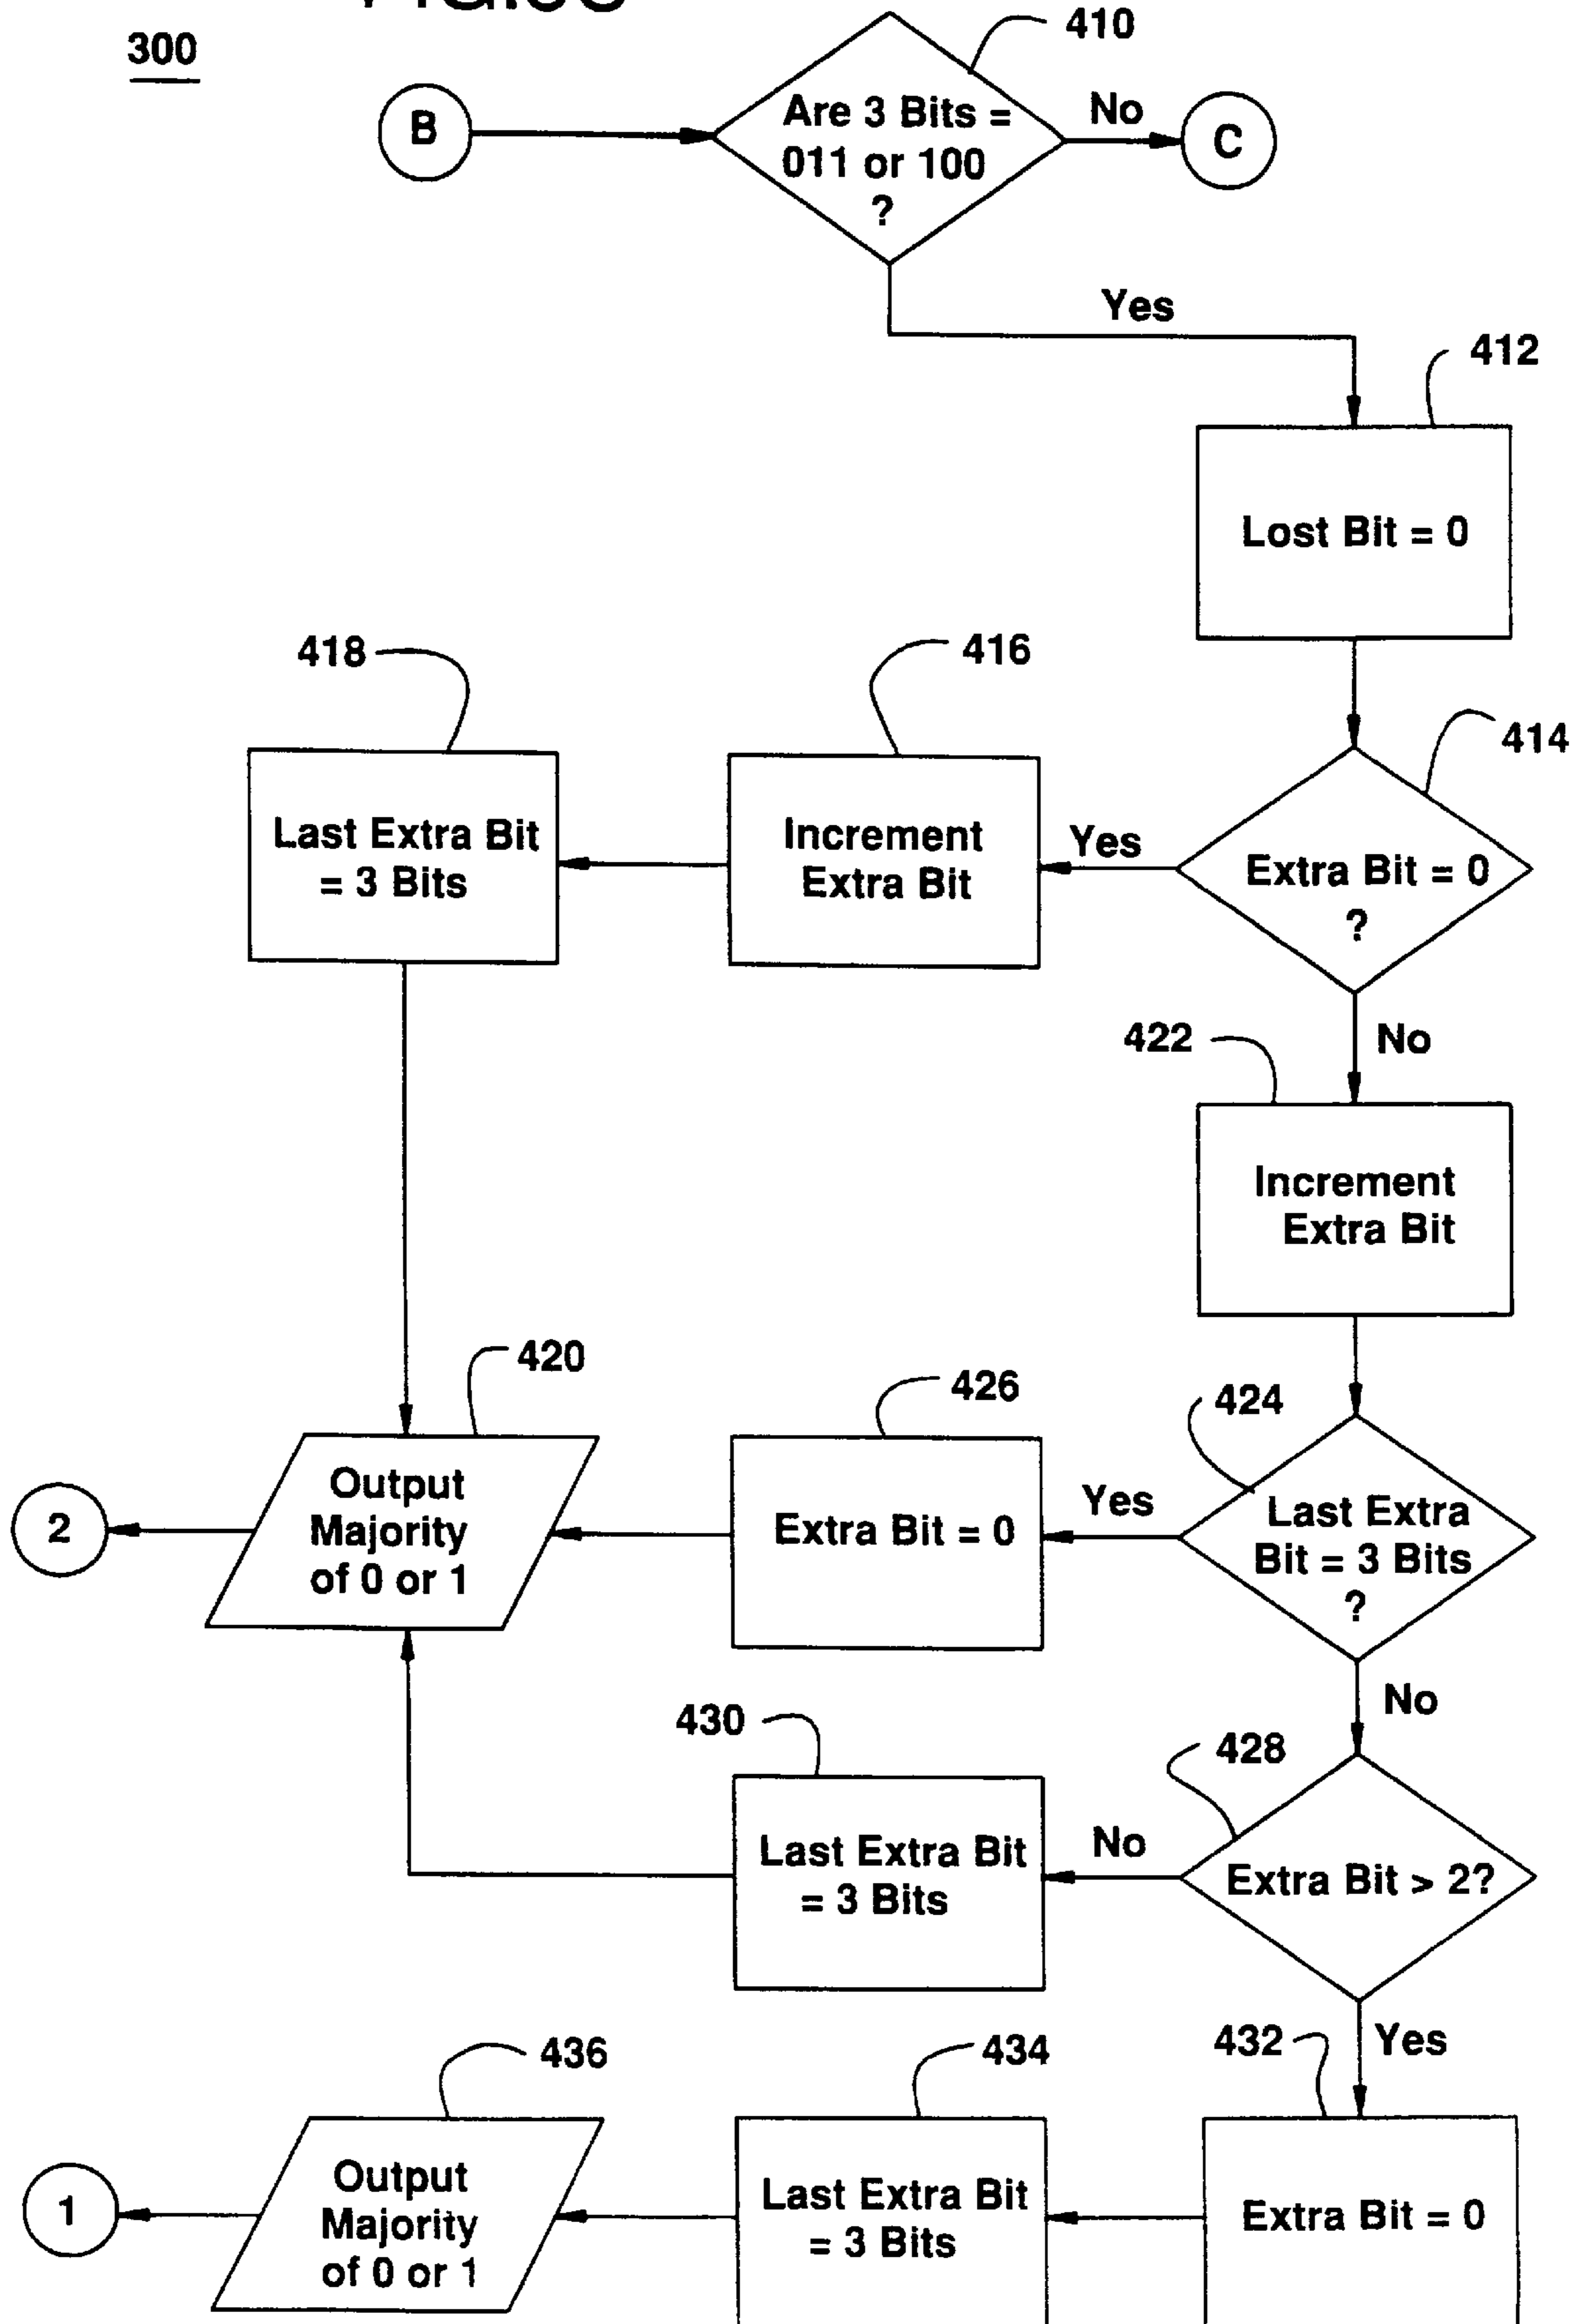 300
410
B
Are 3 Bits =
011 or 100
?
No
C
Yes
412
Lost Bit = 0
418
416
414
Last Extra Bit
= 3 Bits
Increment
Extra Bit
Yes
Extra Bit = 0
?
422
No
Increment
Extra Bit
420
426
424
2
Output
Majority
of 0 or 1
Extra Bit = 0
Yes
Last Extra
Bit = 3 Bits
?
No
430
428
Last Extra Bit
= 3 Bits
No
Extra Bit > 2?
436
434
432
Yes
1
Output
Majority
of 0 or 1
Last Extra Bit
= 3 Bits
Extra Bit = 0